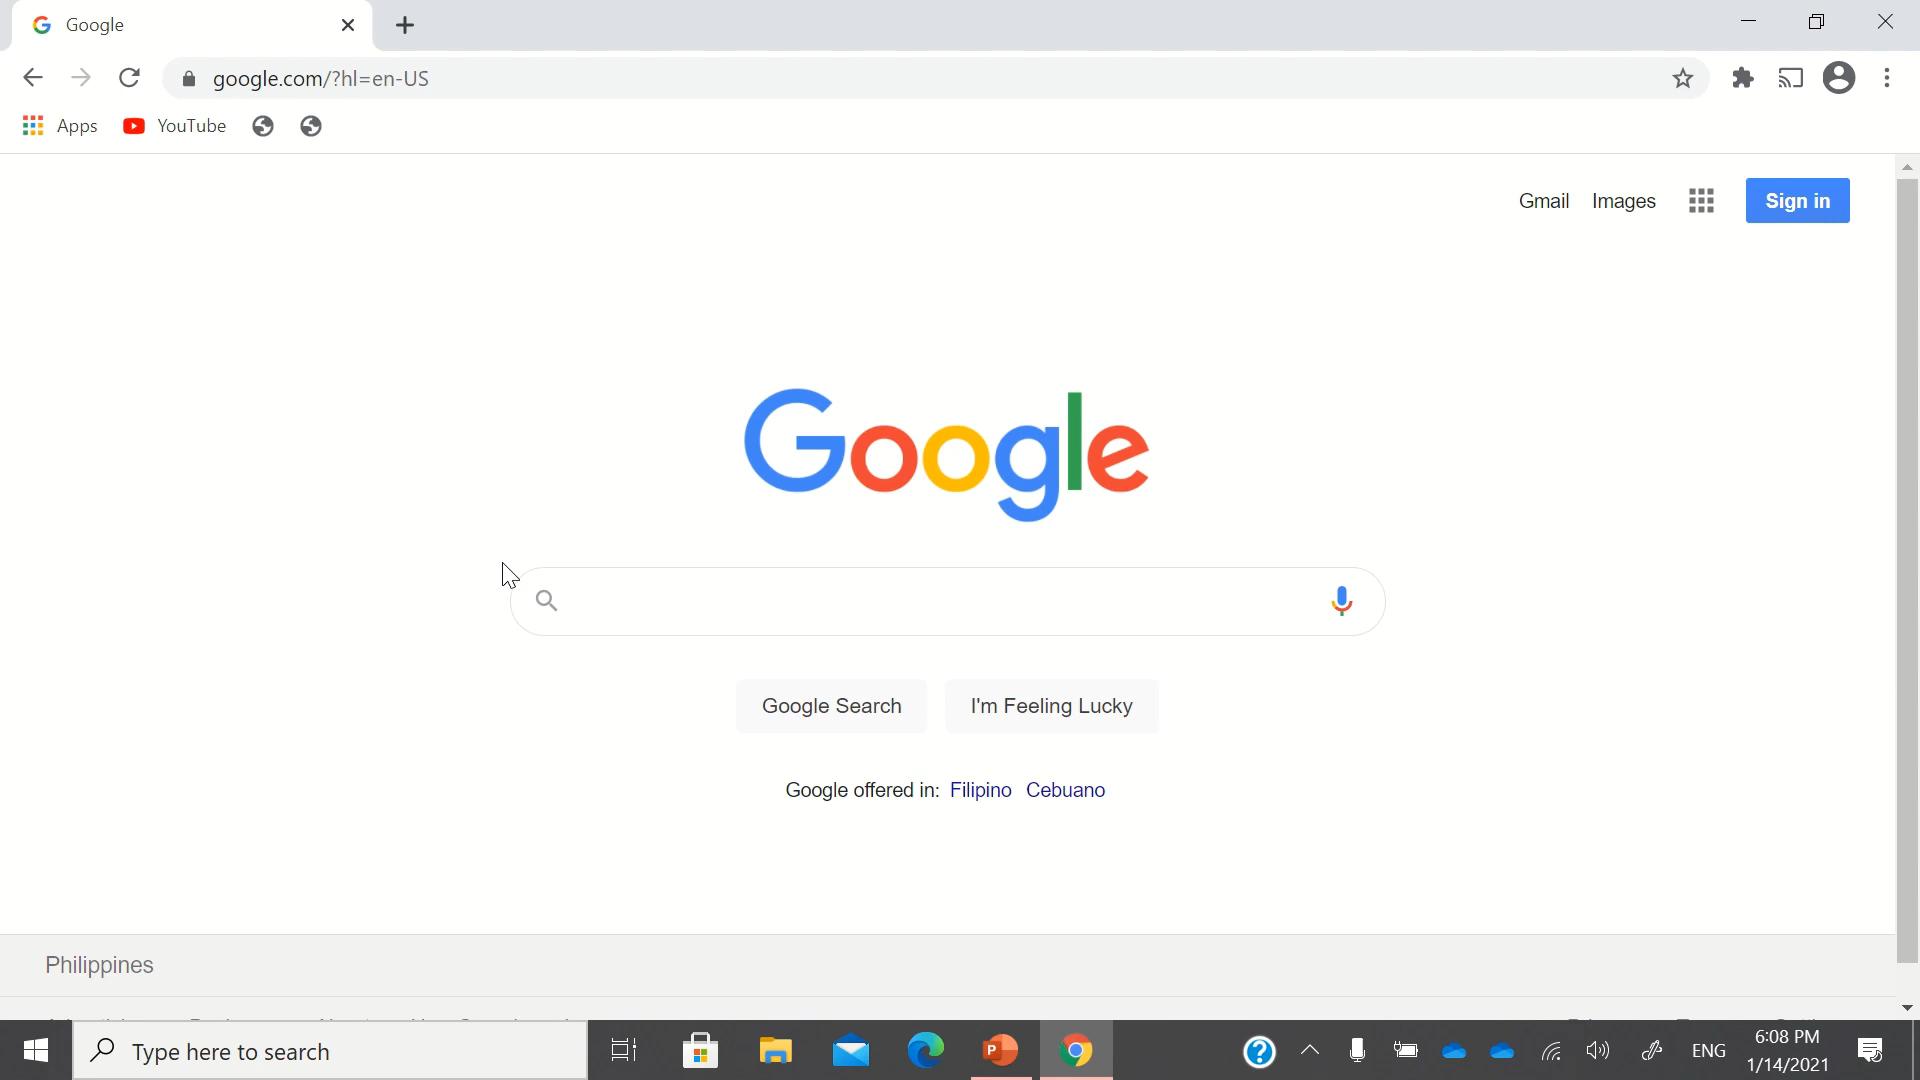 Google
google.com/?hl=en-US
Apps YouTube
Gmail Images Sign in
Google
Google Search I'm Feeling Lucky
Google offered in: Filipino Cebuano
Philippines
Type here to search
P
ENG
6:08 PM
1/14/2021